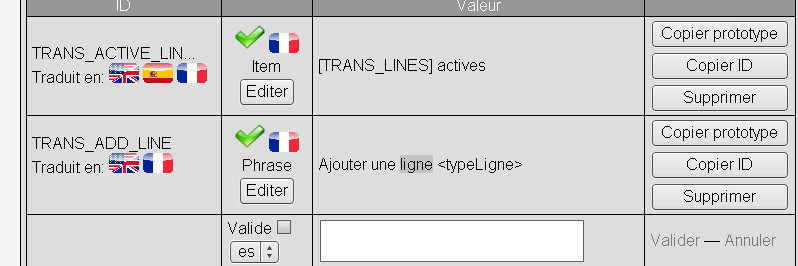 ID
Valeur
TRANS_ACTIVE_LIN...
Traduit en:
Item
Editer
[TRANS_LINES] actives
Copier prototype
Copier ID
Supprimer
TRANS_ADD_LINE
Traduit en:
Phrase
Editer
Ajouter une ligne <typeLigne>
Copier prototype
Copier ID
Supprimer
Valide
es
Valider — Annuler